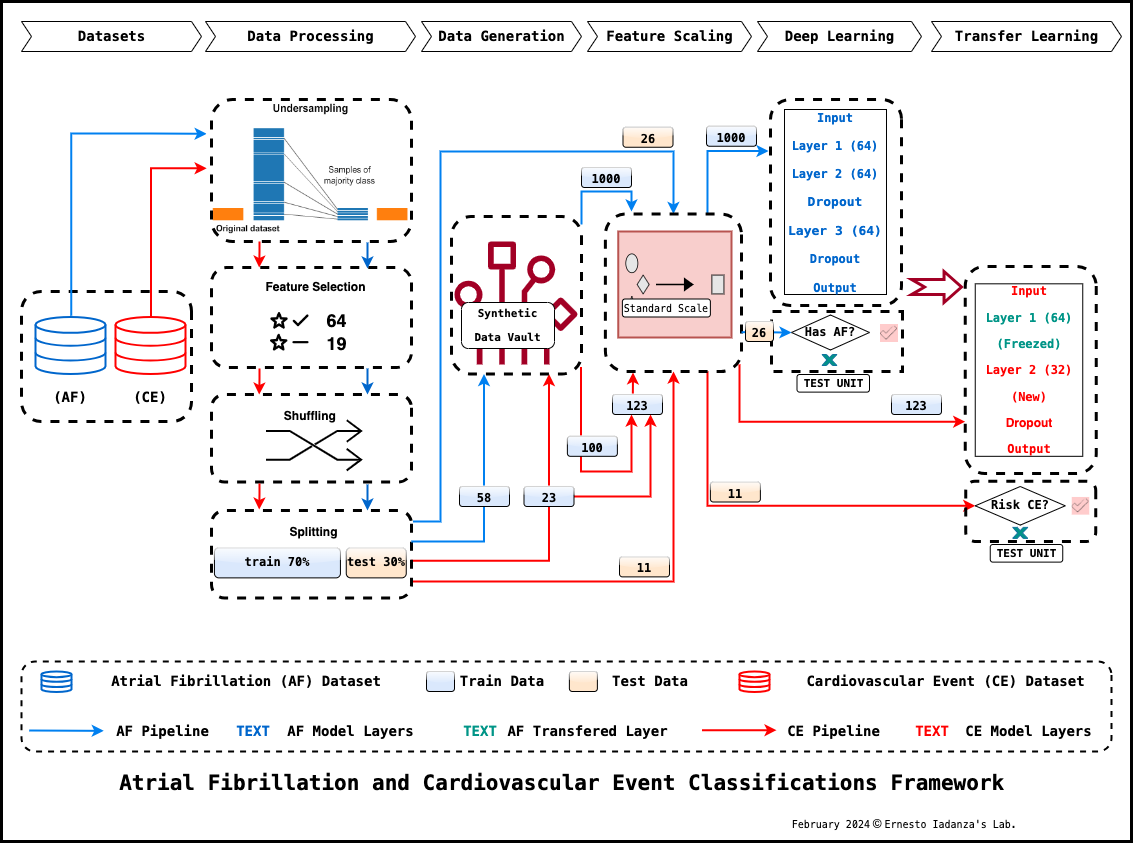 Datasets
Data Processing
Data Generation
Feature Scaling
Deep Learning
Transfer Learning
Undersampling
Samples of
majority class
Original dataset
Feature Selection
64
19
Shuffling
Splitting
train 70%
test 30%
(AF)
(CE)
Synthetic
Data Vault
58
23
100
123
11
26
1000
Standard Scale
1000
26
123
11
Input
Layer 1 (64)
Layer 2 (64)
Dropout
Layer 3 (64)
Dropout
Output
Has AF?
TEST UNIT
Input
Layer 1 (64)
(Freezed)
Layer 2 (32)
(New)
Dropout
Output
Risk CE?
TEST UNIT
Atrial Fibrillation (AF) Dataset
Train Data
Test Data
Cardiovascular Event (CE) Dataset
AF Pipeline
TEXT AF Model Layers
TEXT AF Transfered Layer
CE Pipeline
TEXT CE Model Layers
Atrial Fibrillation and Cardiovascular Event Classifications Framework
February 2024 © Ernesto Iadanza's Lab.